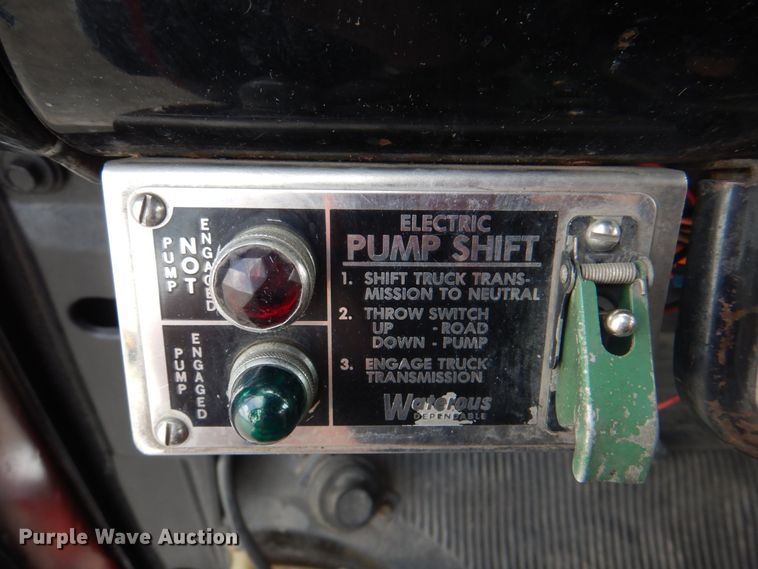 PUMP
NOT
ENGAGED
PUMP
ENGAGED
ELECTRIC
PUMP SHIFT
1. SHIFT TRUCK TRANS-
MISSION TO NEUTRAL
2. THROW SWITCH
UP - ROAD
DOWN - PUMP
3. ENGAGE TRUCK
TRANSMISSION
Waterous
DEPENDABLE
Purple Wave Auction